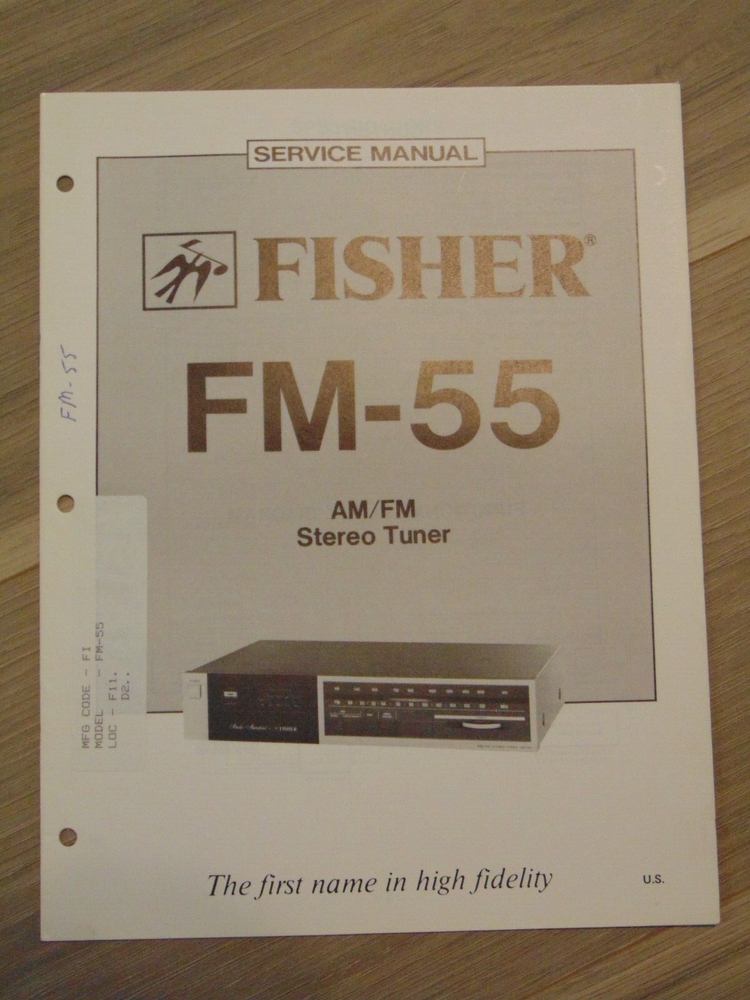 SERVICE MANUAL
FISHER®
FM-55
AM/FM
Stereo Tuner
FM-55
MFG CODE - FI
MODEL - FM-55
LOC - F11.
D2..
The first name in high fidelity
U.S.